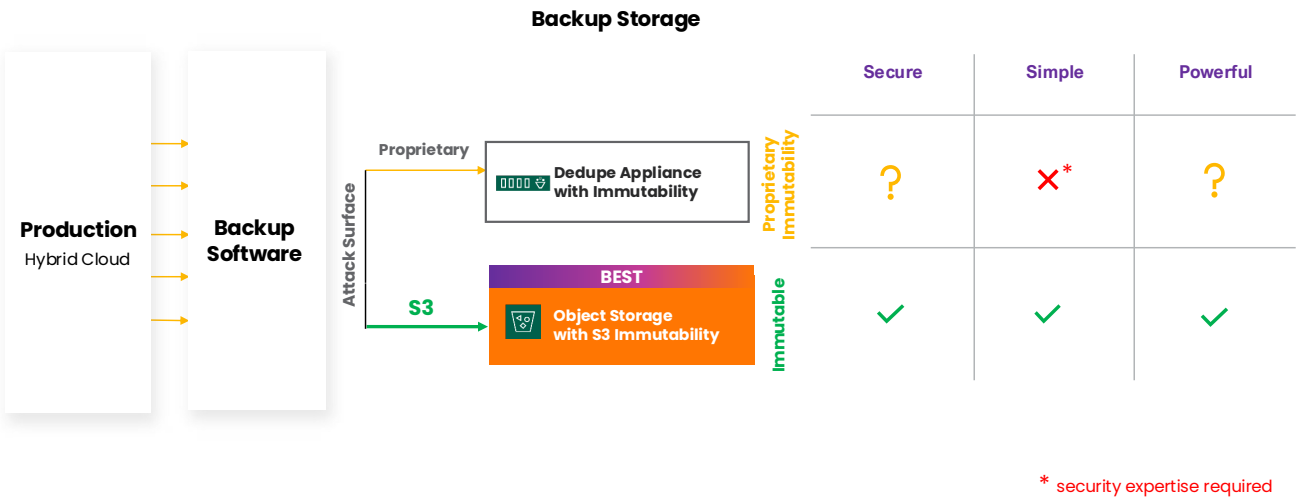 Backup Storage
Production
Hybrid Cloud
Backup
Software
Attack Surface
Proprietary
Dedupe Appliance
with Immutability
Proprietary
Immutability
S3
BEST
Object Storage
with S3 Immutability
Immutable
Secure
Simple
Powerful
?
*
?
* security expertise required